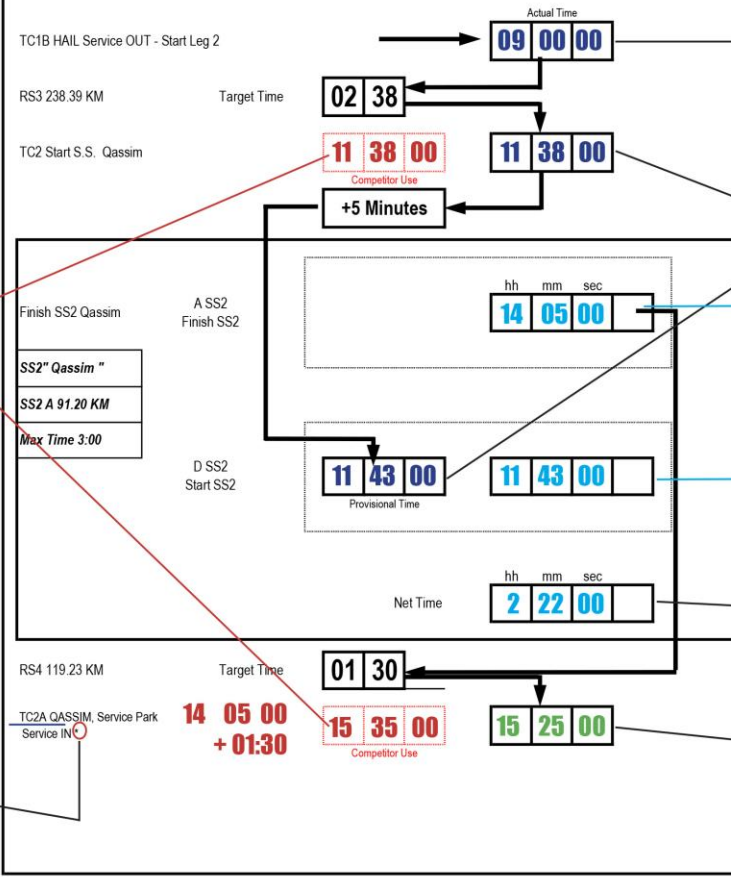 Actual Time
TC1B HAIL Service OUT - Start Leg 2
09 00 00
RS3 238.39 KM
Target Time
02 38
TC2 Start S.S. Qassim
11 38 00
11 38 00
Competitor Use
+5 Minutes
hh mm sec
Finish SS2 Qassim
A SS2
Finish SS2
14 05 00
SS2" Qassim "
SS2 A 91.20 KM
Max Time 3:00
D SS2
Start SS2
11 43 00
11 43 00
Provisional Time
hh mm sec
Net Time
2 22 00
RS4 119.23 KM
Target Time
01 30
TC2A QASSIM, Service Park
Service IN *
14 05 00
+ 01:30
15 35 00
15 25 00
Competitor Use